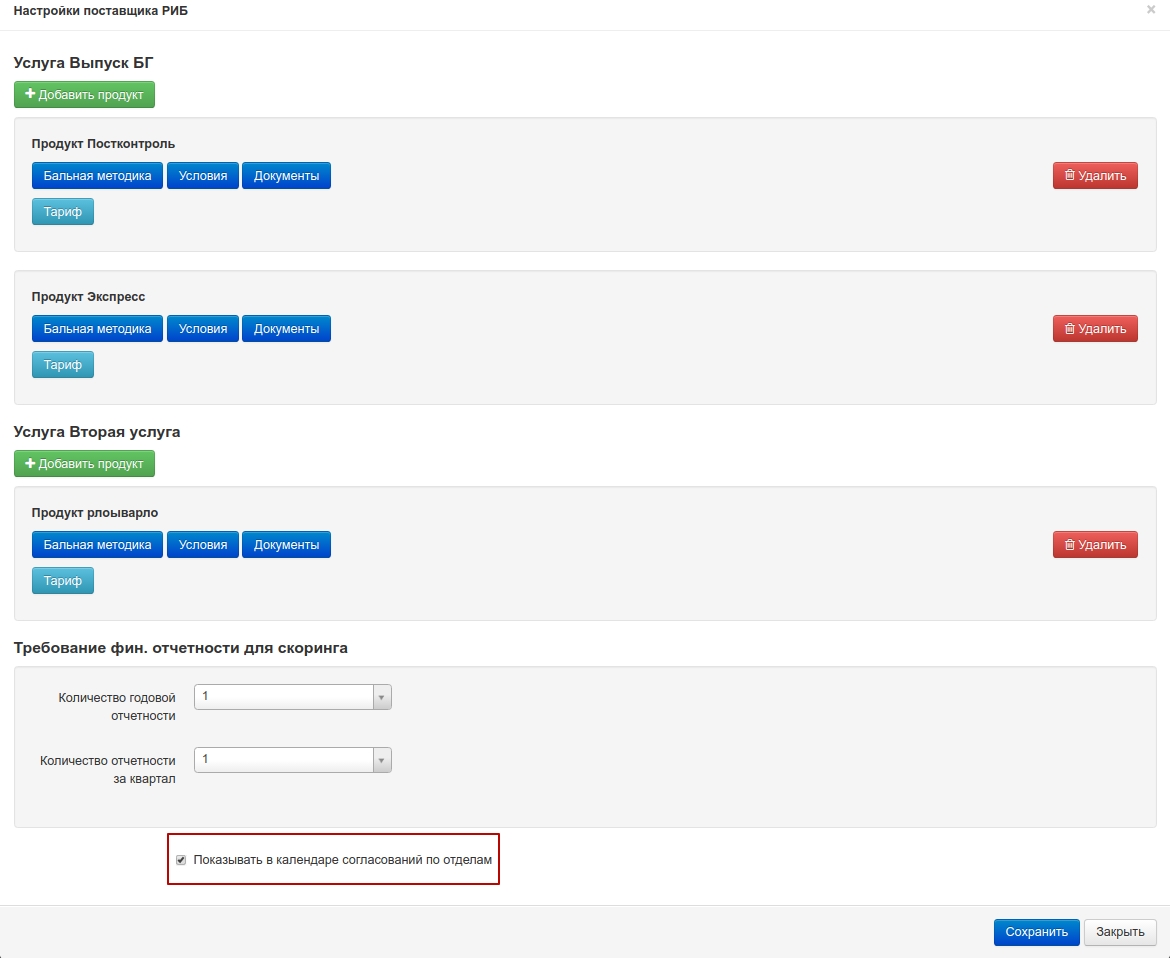 Настройки поставщика РИБ
×
Услуга Выпуск БГ
Добавить продукт
Продукт Постконтроль
Бальная методика Условия Документы Удалить
Тариф
Продукт Экспресс
Бальная методика Условия Документы Удалить
Тариф
Услуга Вторая услуга
Добавить продукт
Продукт рлоыварло
Бальная методика Условия Документы Удалить
Тариф
Требование фин. отчетности для скоринга
Количество годовой 1
отчетности
Количество отчетности 1
за квартал
Показывать в календаре согласований по отделам
Сохранить Закрыть